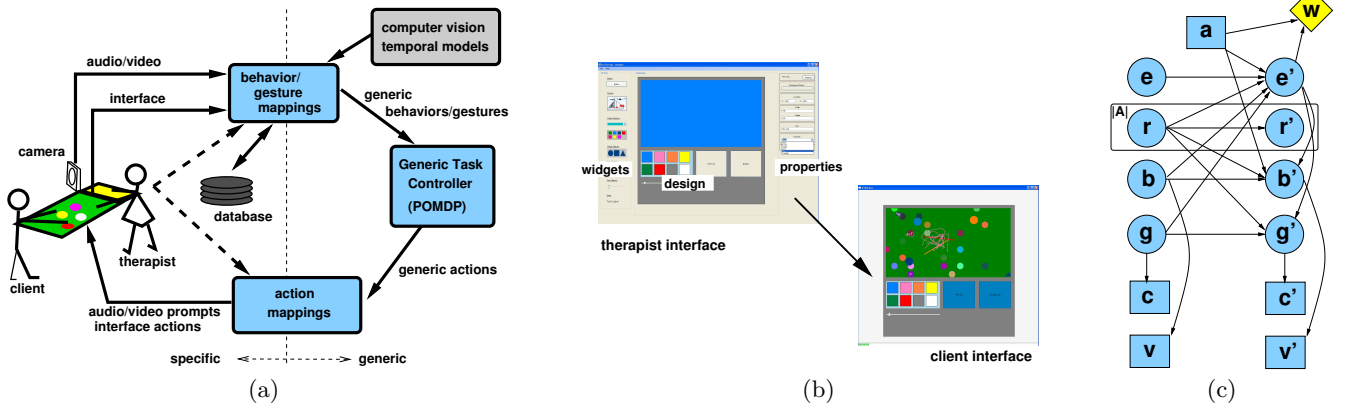 computer vision
temporal models
audio/video
behavior/
gesture
mappings
interface
generic
behaviors/gestures
camera
Generic Task
Controller
(POMDP)
database
therapist
client
generic actions
action
mappings
audio/video prompts
interface actions
specific
generic
(a)
widgets
design
properties
therapist interface
client interface
(b)
w
a
e
e'
|A|
r
r'
b
b'
g
g'
c
c'
v
v'
(c)